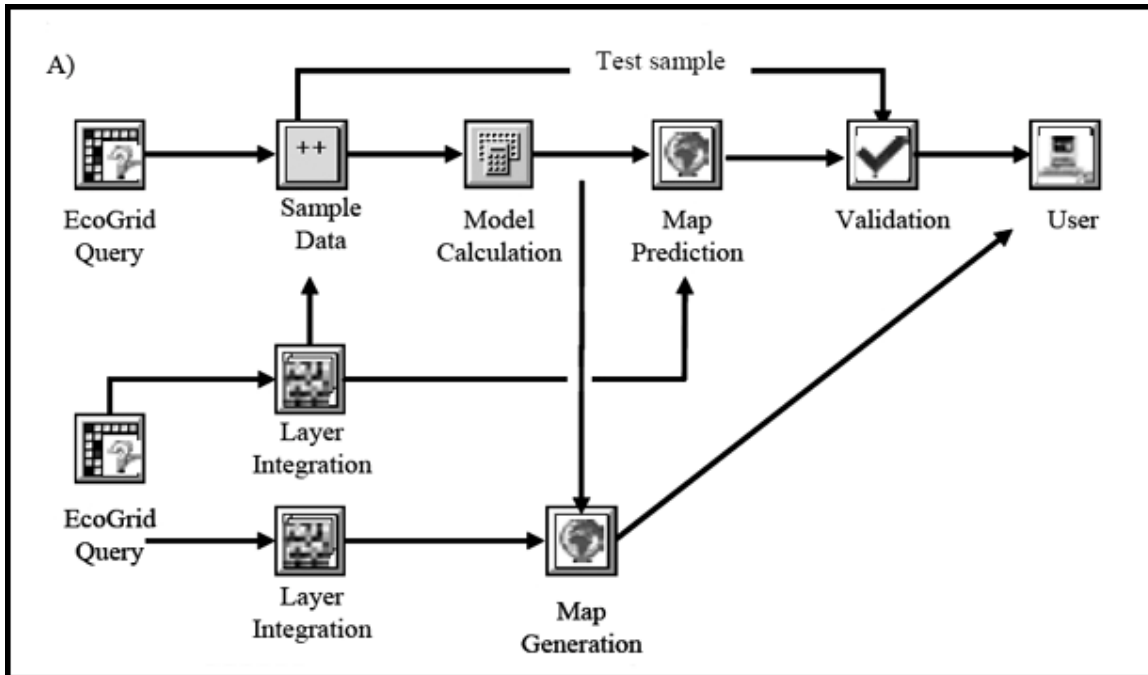 A)
Test sample
++
EcoGrid
Query
Sample
Data
Model
Calculation
Map
Prediction
Validation
User
Layer
Integration
EcoGrid
Query
Layer
Integration
Map
Generation